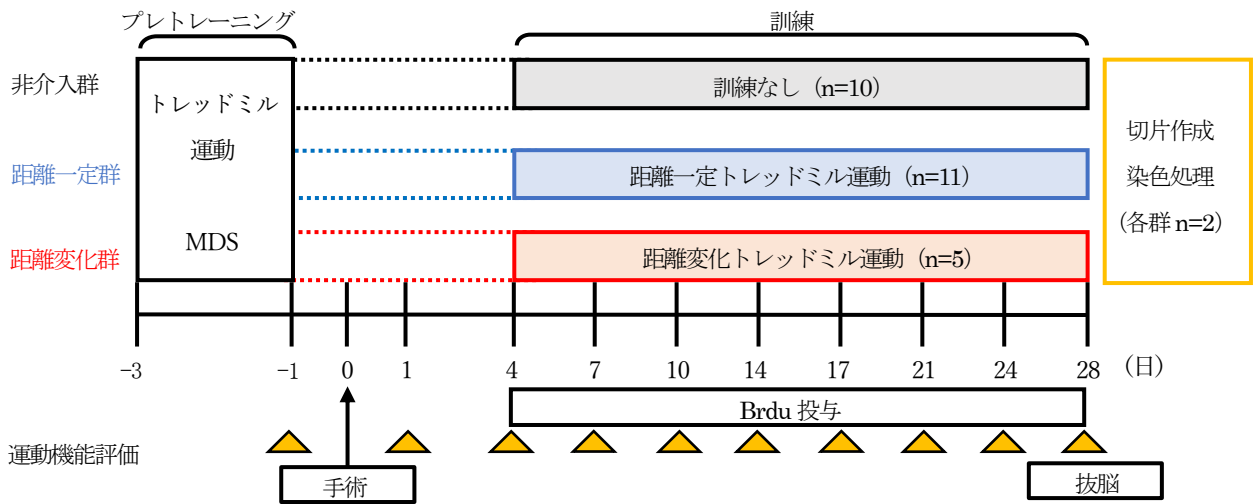 プレトレーニング
訓練
非介入群
訓練なし (n=10)
トレッドミル
運動
MDS
距離一定群
距離一定トレッドミル運動 (n=11)
距離変化群
距離変化トレッドミル運動 (n=5)
切片作成
染色処理
(各群 n=2)
-3 -1 0 1 4 7 10 14 17 21 24 28 (日)
Brdu 投与
運動機能評価
手術
抜脳